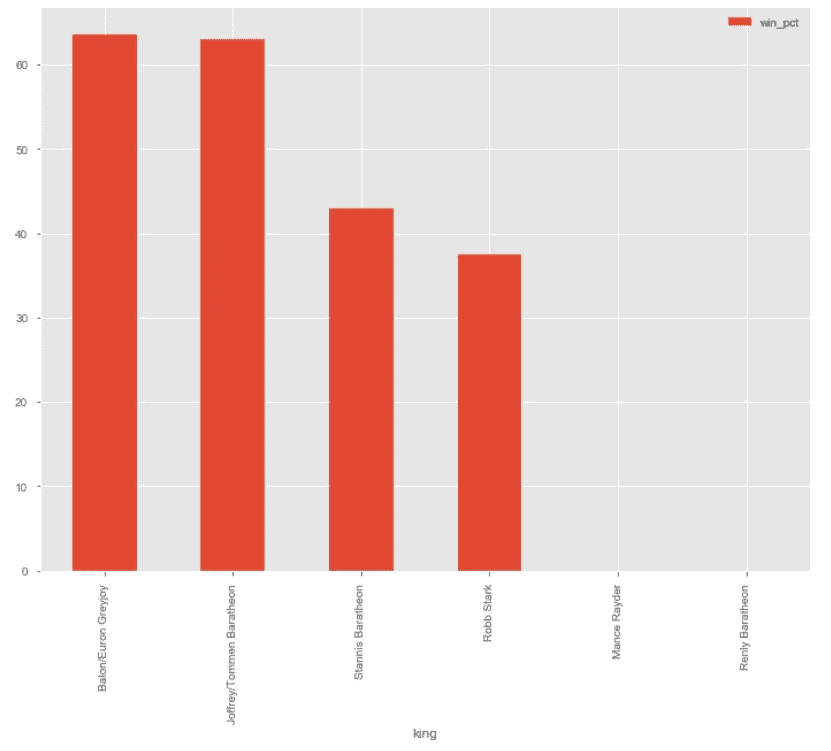 win_pct
60
50
40
30
20
10
0
Balon/Euron Greyjoy
Joffrey/Tommen Baratheon
Stannis Baratheon
Robb Stark
Mance Rayder
Renly Baratheon
king